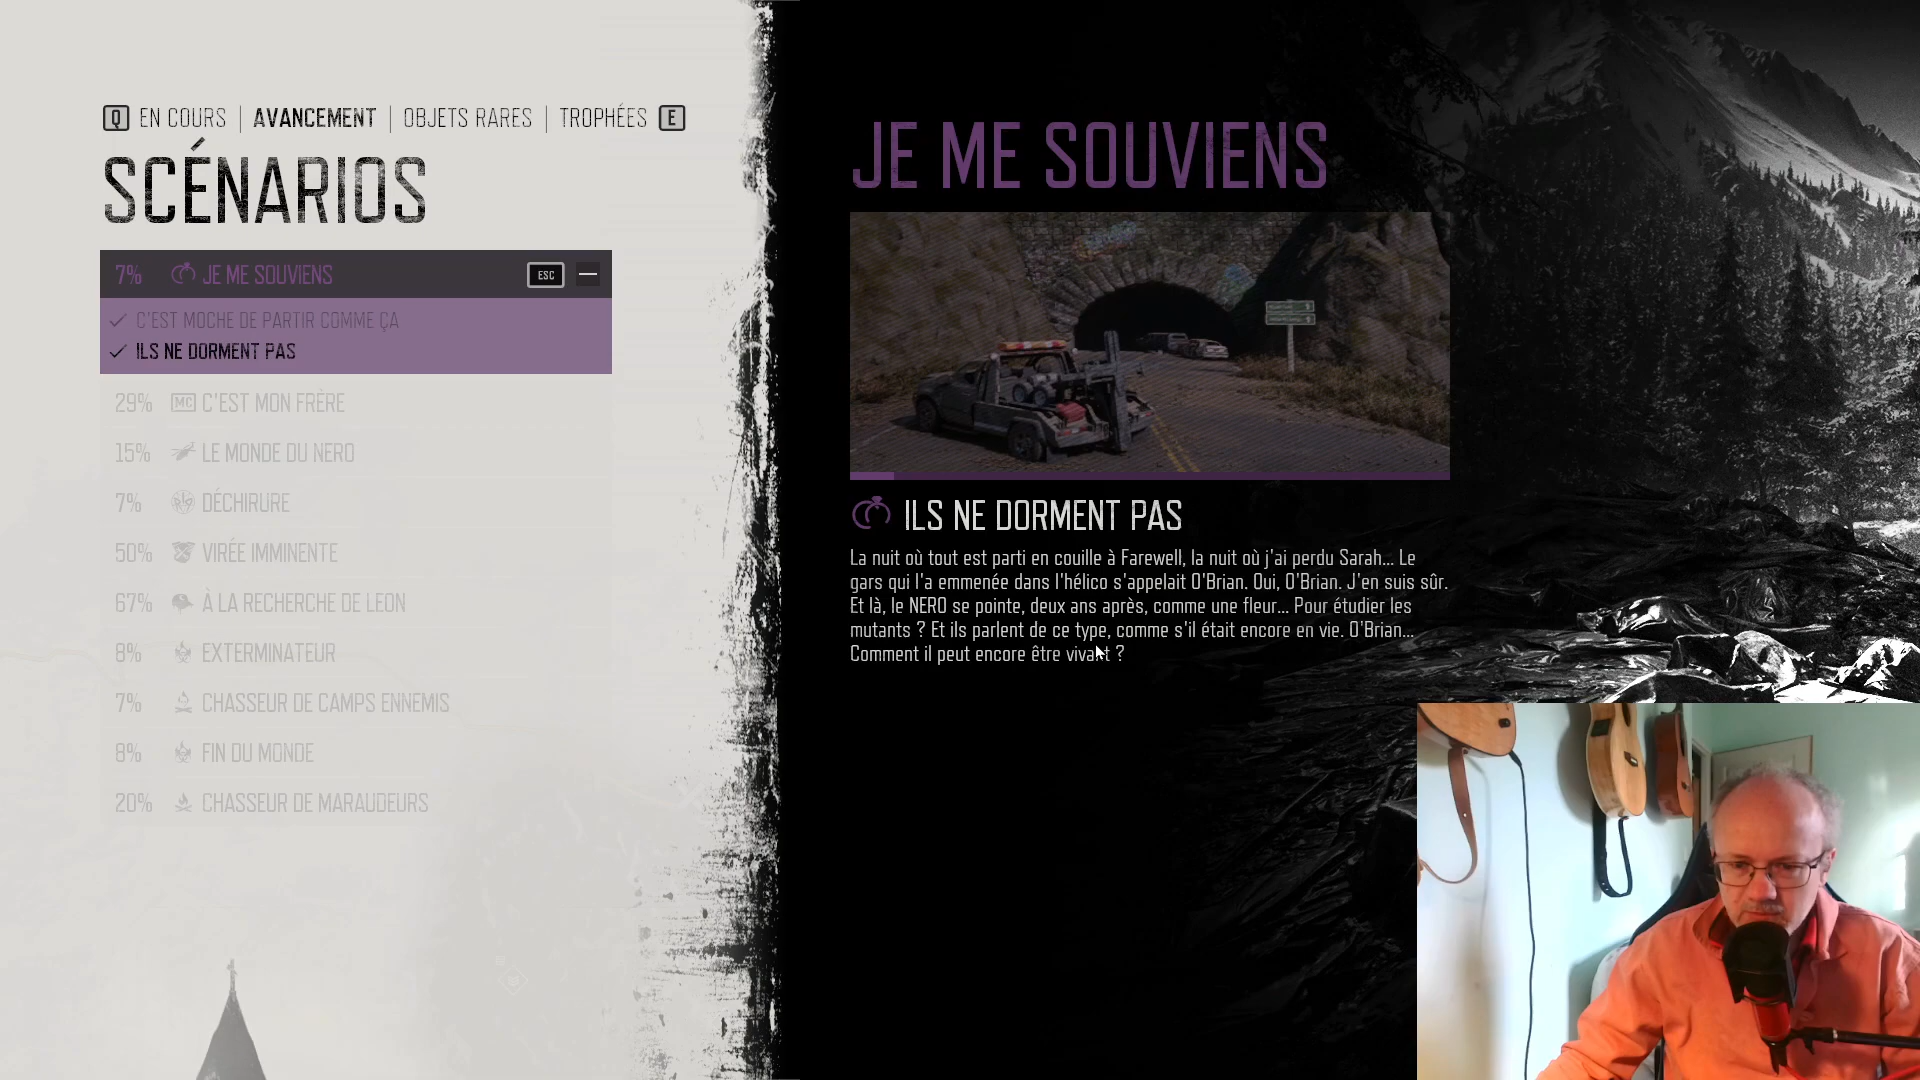 Q EN COURS | AVANCEMENT | OBJETS RARES | TROPHÉES E
SCÉNARIOS
7% JE ME SOUVIENS ESC
C'EST MOCHE DE PARTIR COMME ÇA
ILS NE DORMENT PAS
29% MC C'EST MON FRÈRE
15% LE MONDE DU NERO
7% DÉCHIRURE
50% VIRÉE IMMINENTE
67% À LA RECHERCHE DE LEON
8% EXTERMINATEUR
7% CHASSEUR DE CAMPS ENNEMIS
8% FIN DU MONDE
20% CHASSEUR DE MARAUDEURS
JE ME SOUVIENS
ILS NE DORMENT PAS
La nuit où tout est parti en couille à Farewell, la nuit où j'ai perdu Sarah... Le
gars qui l'a emmenée dans l'hélico s'appelait O'Brian. Oui, O'Brian. J'en suis sûr.
Et là, le NERO se pointe, deux ans après, comme une fleur... Pour étudier les
mutants ? Et ils parlent de ce type, comme s'il était encore en vie. O'Brian...
Comment il peut encore être vivant ?